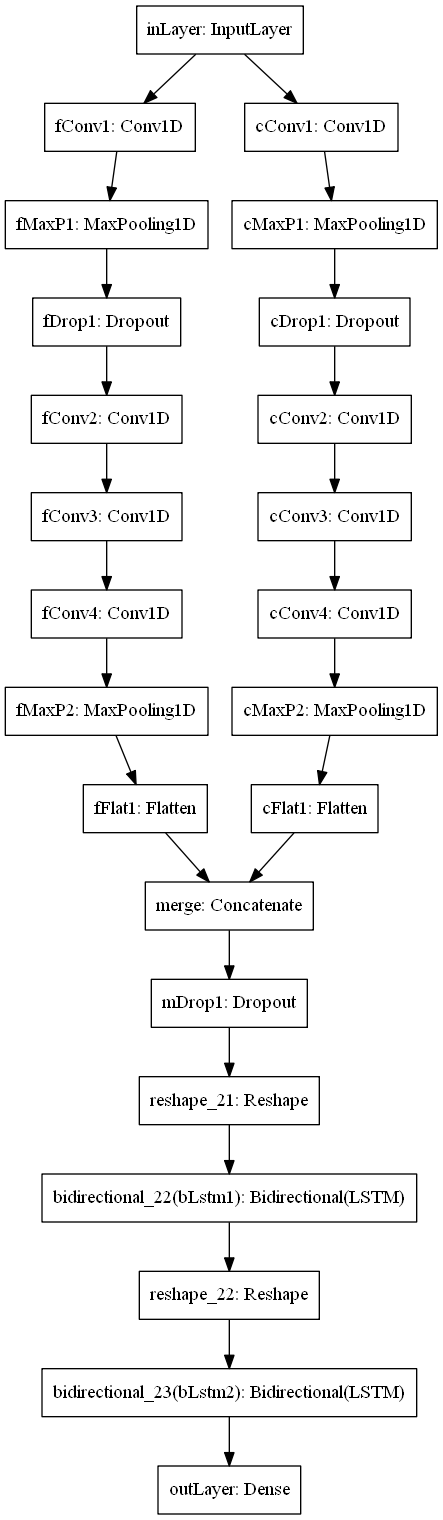 inLayer: InputLayer
fConv1: Conv1D
cConv1: Conv1D
fMaxP1: MaxPooling1D
cMaxP1: MaxPooling1D
fDrop1: Dropout
cDrop1: Dropout
fConv2: Conv1D
cConv2: Conv1D
fConv3: Conv1D
cConv3: Conv1D
fConv4: Conv1D
cConv4: Conv1D
fMaxP2: MaxPooling1D
cMaxP2: MaxPooling1D
fFlat1: Flatten
cFlat1: Flatten
merge: Concatenate
mDrop1: Dropout
reshape_21: Reshape
bidirectional_22(bLstm1): Bidirectional(LSTM)
reshape_22: Reshape
bidirectional_23(bLstm2): Bidirectional(LSTM)
outLayer: Dense